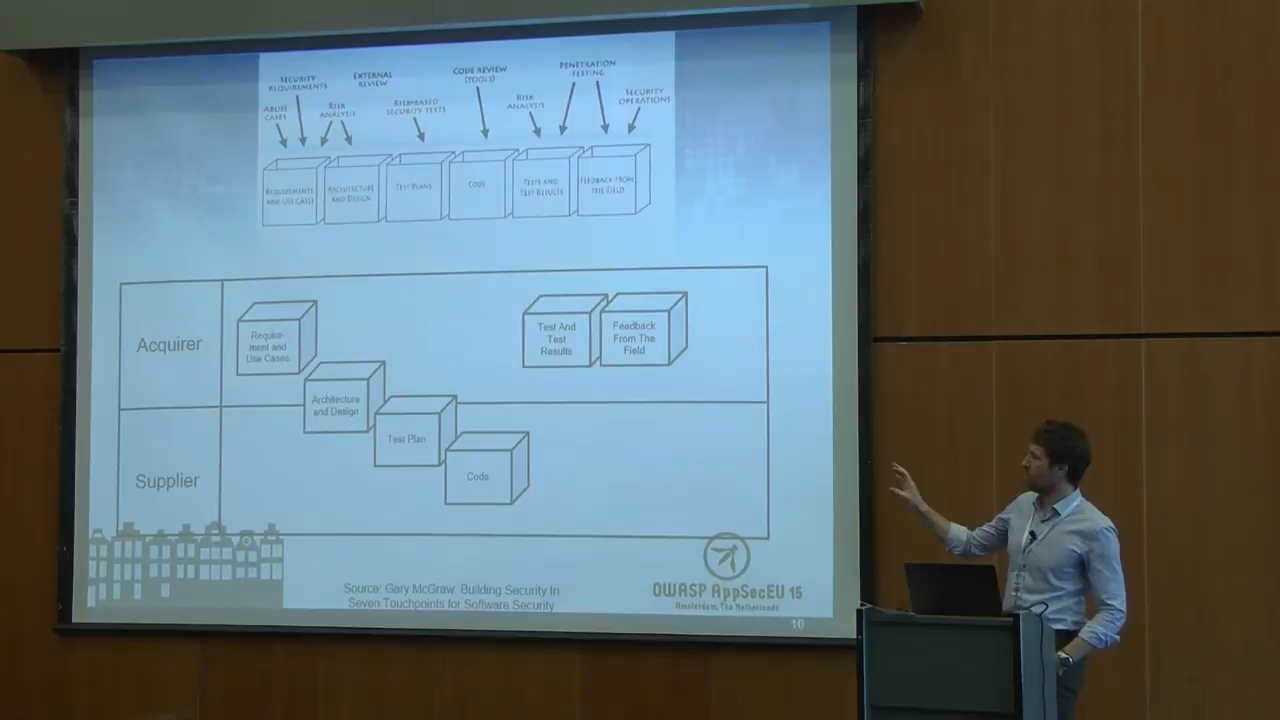 SECURITY
REQUIREMENTS
EXTERNAL
REVIEW
CODE REVIEW
(TOOLS)
PENETRATION
TESTING
ABUSE
CASES
RISK
ANALYSIS
RISK-BASED
SECURITY TESTS
RISK
ANALYSIS
SECURITY
OPERATIONS
REQUIREMENTS
AND USE CASES
ARCHITECTURE
AND DESIGN
TEST PLANS
CODE
TESTS AND
TEST RESULTS
FEEDBACK FROM
THE FIELD
Acquirer
Require-
ment and
Use Cases
Test And
Test
Results
Feedback
From The
Field
Architecture
and Design
Test Plan
Supplier
Code
Source: Gary McGraw: Building Security In
Seven Touchpoints for Software Security
OWASP AppSecEU 15
Amsterdam, The Netherlands
10